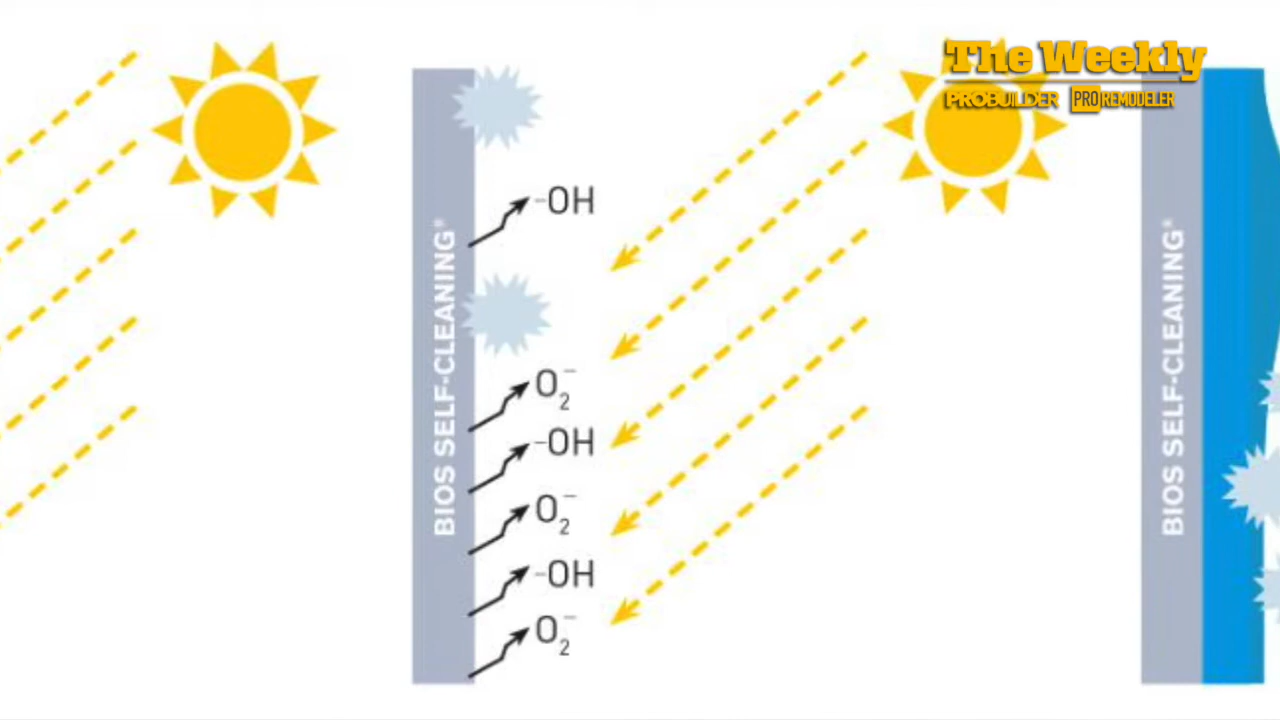 The Weekly
PROBUILDER PRO REMODELER
BIOS SELF-CLEANING®
-OH
O₂⁻
-OH
O₂⁻
-OH
O₂⁻
BIOS SELF-CLEANING®